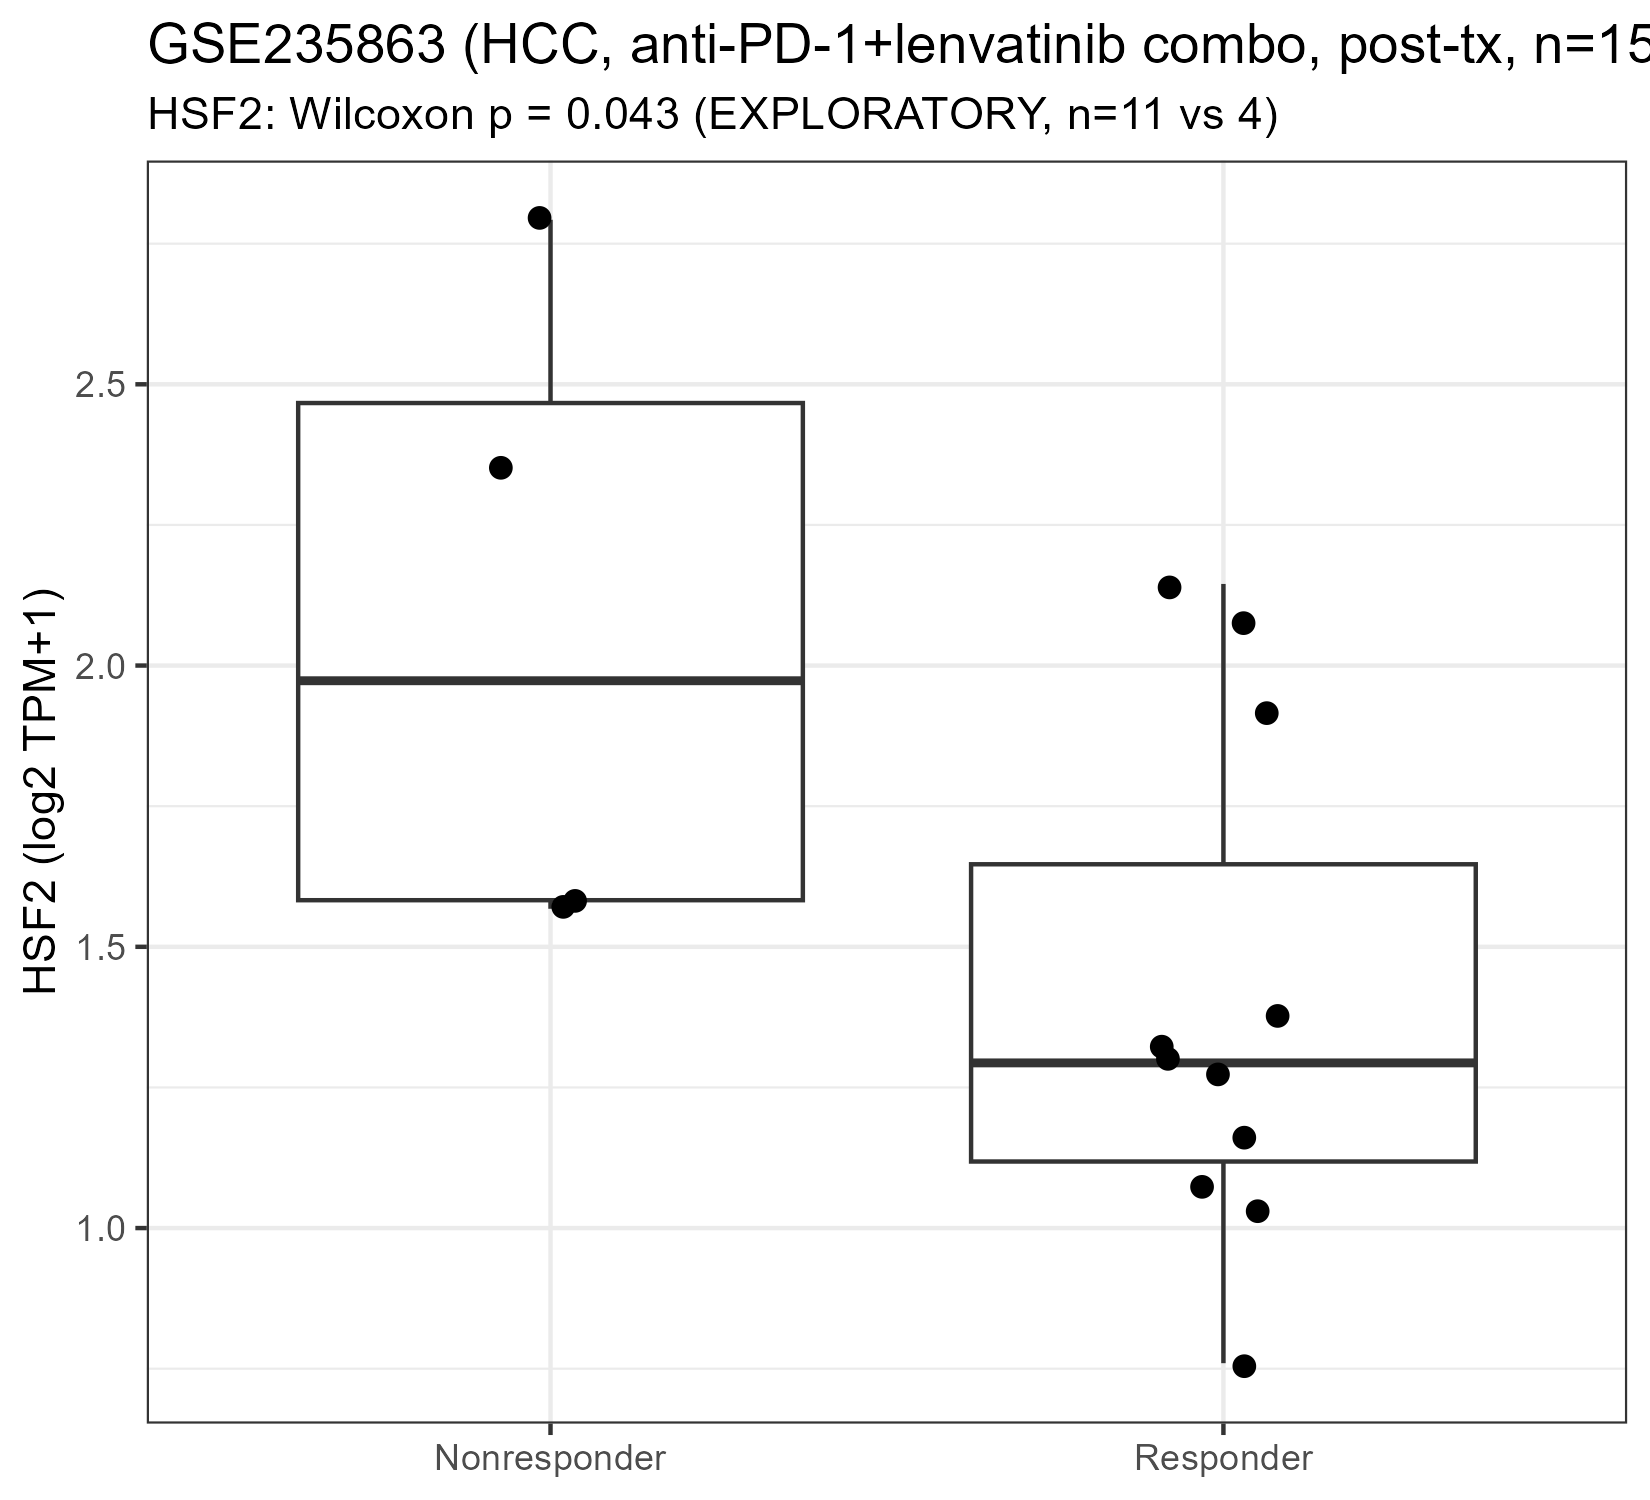 GSE235863 (HCC, anti-PD-1+lenvatinib combo, post-tx, n=15
HSF2: Wilcoxon p = 0.043 (EXPLORATORY, n=11 vs 4)
HSF2 (log2 TPM+1)
2.5
2.0
1.5
1.0
Nonresponder
Responder